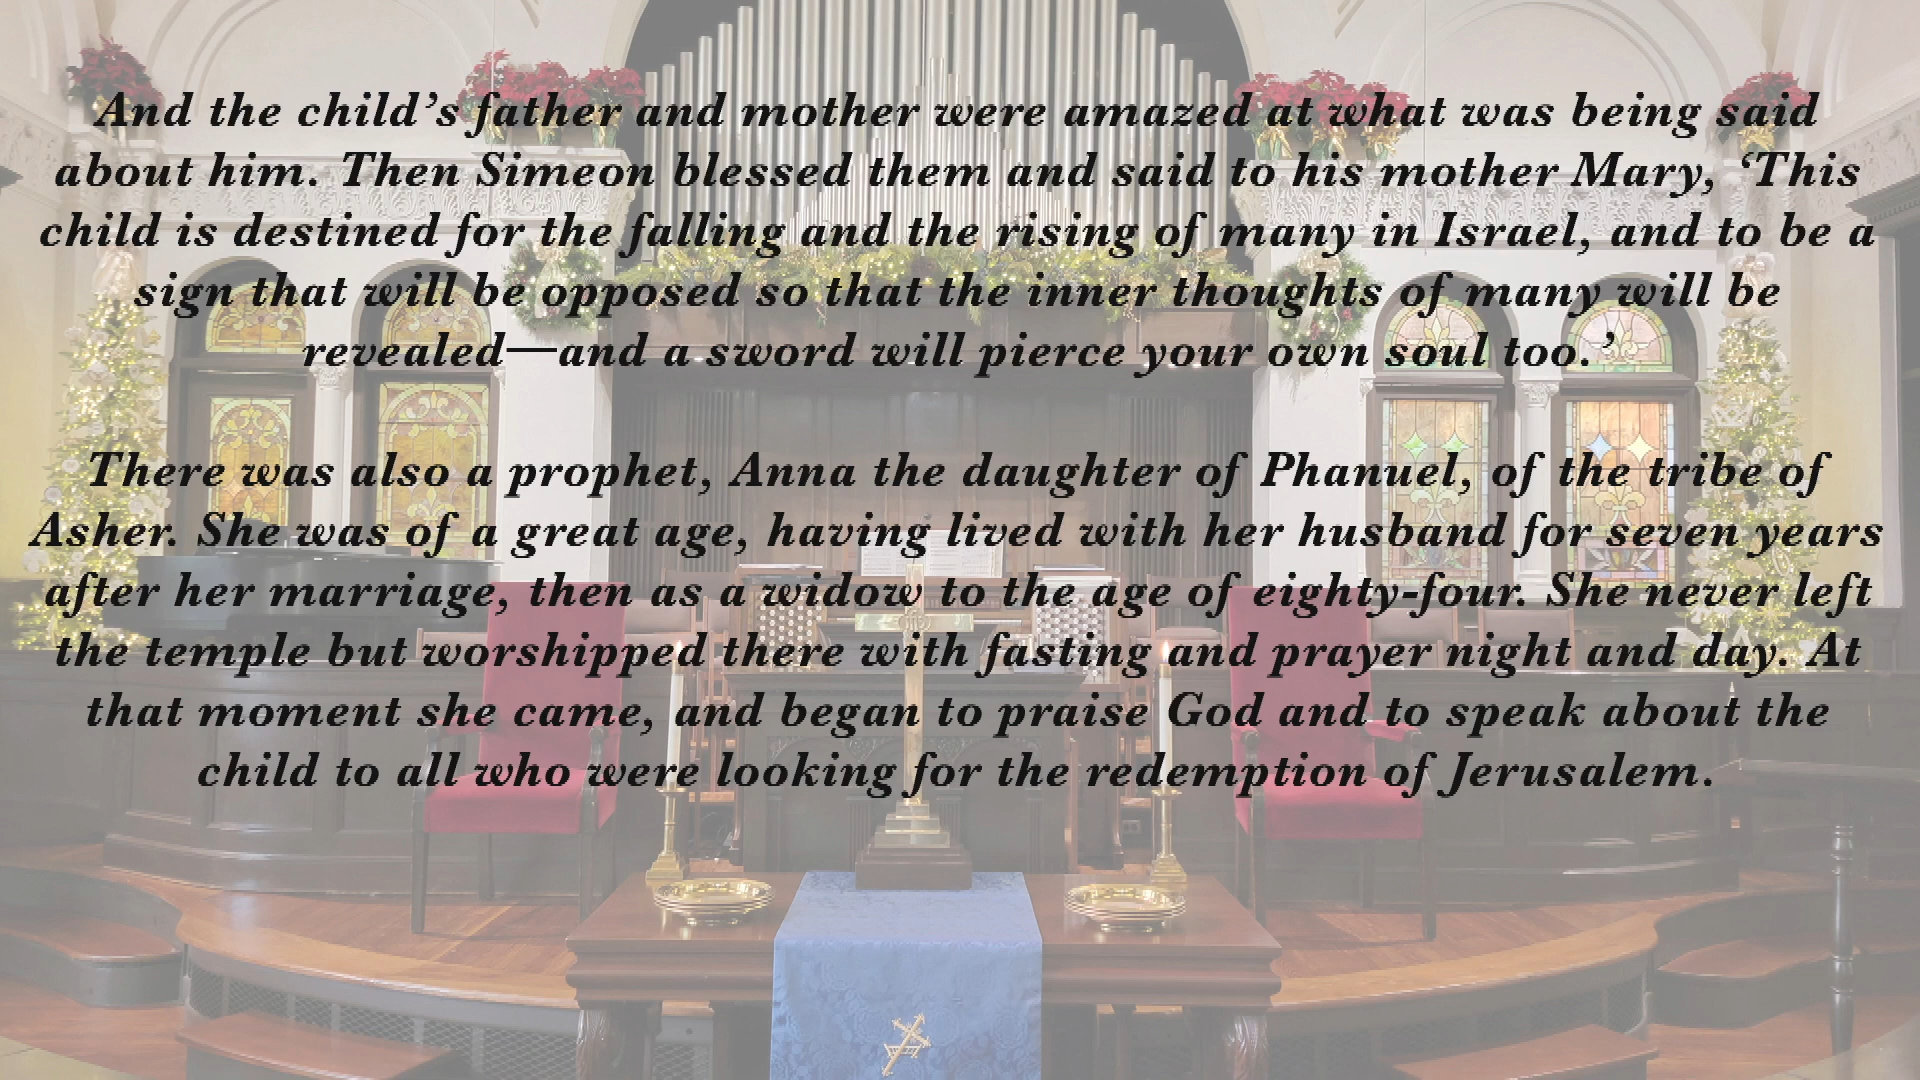 And the child’s father and mother were amazed at what was being said
about him. Then Simeon blessed them and said to his mother Mary, ‘This
child is destined for the falling and the rising of many in Israel, and to be a
sign that will be opposed so that the inner thoughts of many will be
revealed—and a sword will pierce your own soul too.’
There was also a prophet, Anna the daughter of Phanuel, of the tribe of
Asher. She was of a great age, having lived with her husband for seven years
after her marriage, then as a widow to the age of eighty-four. She never left
the temple but worshipped there with fasting and prayer night and day. At
that moment she came, and began to praise God and to speak about the
child to all who were looking for the redemption of Jerusalem.